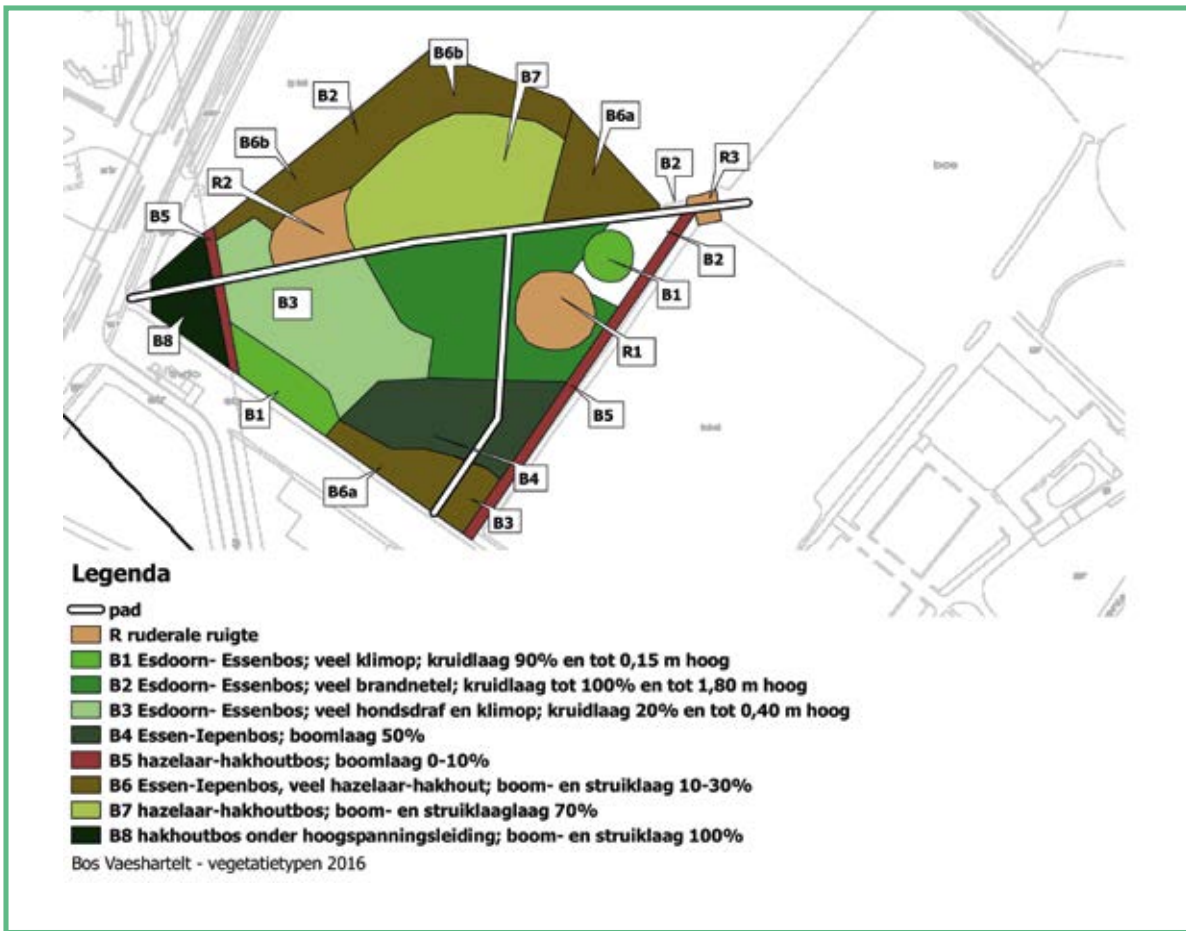 B6b
B7
B2
B6a
B6b
B2
R3
R2
bos
B5
B2
B3
B1
B8
R1
B1
B5
B4
B6a
B3
Legenda
pad
R ruderale ruigte
B1 Esdoorn- Essenbos; veel klimop; kruidlaag 90% en tot 0,15 m hoog
B2 Esdoorn- Essenbos; veel brandnetel; kruidlaag tot 100% en tot 1,80 m hoog
B3 Esdoorn- Essenbos; veel hondsdraf en klimop; kruidlaag 20% en tot 0,40 m hoog
B4 Essen-Iepenbos; boomlaag 50%
B5 hazelaar-hakhoutbos; boomlaag 0-10%
B6 Essen-Iepenbos, veel hazelaar-hakhout; boom- en struiklaag 10-30%
B7 hazelaar-hakhoutbos; boom- en struiklaaglaag 70%
B8 hakhoutbos onder hoogspanningsleiding; boom- en struiklaag 100%
Bos Vaeshartelt - vegetatietypen 2016